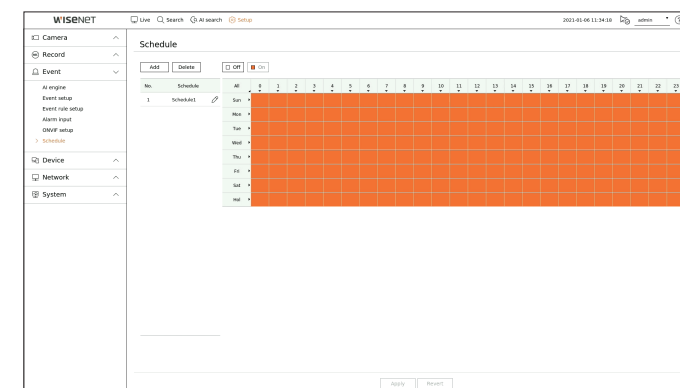 WISENET
Live Search AI search Setup 2021-01-06 11:34:18 admin ?
Camera
Record
Event
AI engine
Event setup
Event rule setup
Alarm input
ONVIF setup
> Schedule
Device
Network
System
Schedule
Add Delete Off On
No. Schedule All 0 1 2 3 4 5 6 7 8 9 10 11 12 13 14 15 16 17 18 19 20 21 22 23
1 Schedule1 Sun
Mon
Tue
Wed
Thu
Fri
Sat
Hol
Apply Revert